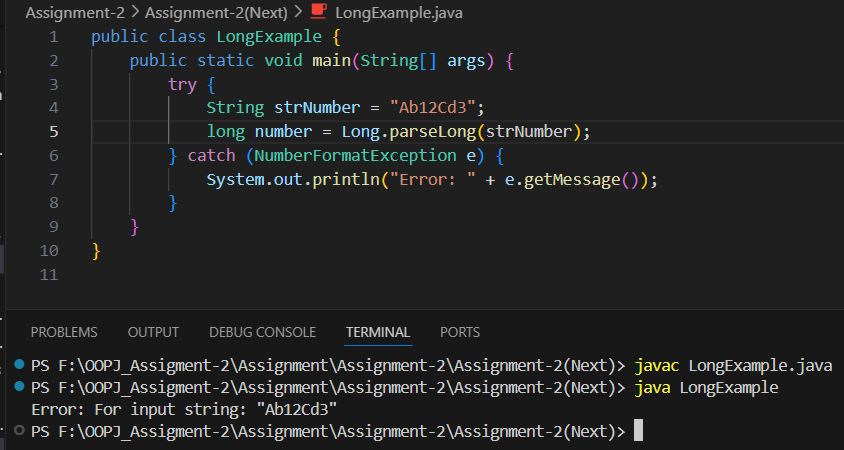 Assignment-2 > Assignment-2(Next) > LongExample.java
1 public class LongExample {
2     public static void main(String[] args) {
3         try {
4             String strNumber = "Ab12Cd3";
5             long number = Long.parseLong(strNumber);
6         } catch (NumberFormatException e) {
7             System.out.println("Error: " + e.getMessage());
8         }
9     }
10 }
11
PROBLEMS OUTPUT DEBUG CONSOLE TERMINAL PORTS
PS F:\OOPJ_Assigment-2\Assignment\Assignment-2\Assignment-2(Next)> javac LongExample.java
PS F:\OOPJ_Assigment-2\Assignment\Assignment-2\Assignment-2(Next)> java LongExample
Error: For input string: "Ab12Cd3"
PS F:\OOPJ_Assigment-2\Assignment\Assignment-2\Assignment-2(Next)>